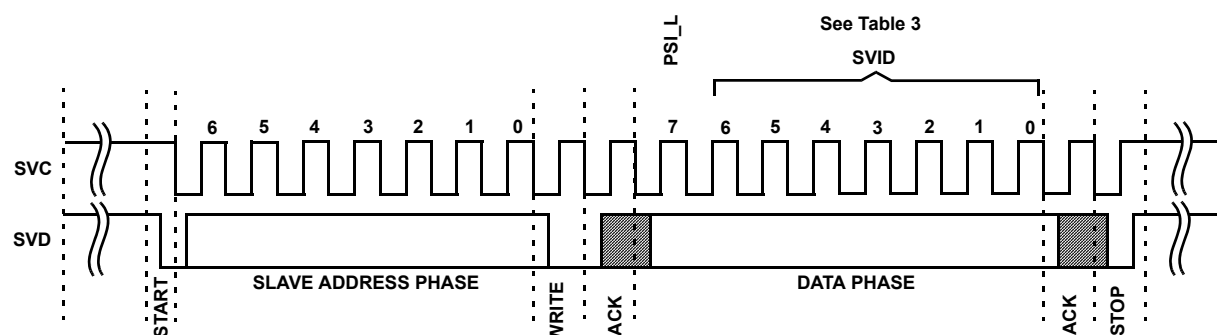 See Table 3
PSI_L
SVID
6 5 4 3 2 1 0 7 6 5 4 3 2 1 0
SVC
SVD
SLAVE ADDRESS PHASE
DATA PHASE
START
WRITE
ACK
ACK
STOP